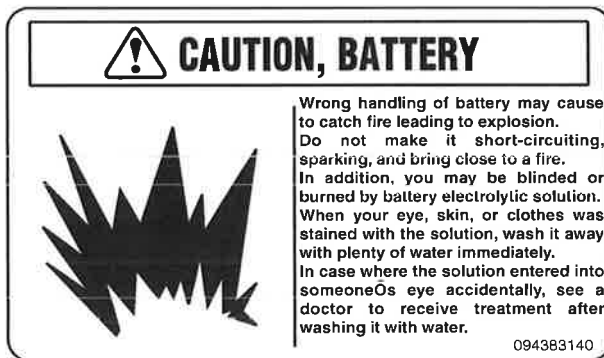 CAUTION, BATTERY
Wrong handling of battery may cause
to catch fire leading to explosion.
Do not make it short-circuiting,
sparking, and bring close to a fire.
In addition, you may be blinded or
burned by battery electrolytic solution.
When your eye, skin, or clothes was
stained with the solution, wash it away
with plenty of water immediately.
In case where the solution entered into
someoneÕs eye accidentally, see a
doctor to receive treatment after
washing it with water.
094383140